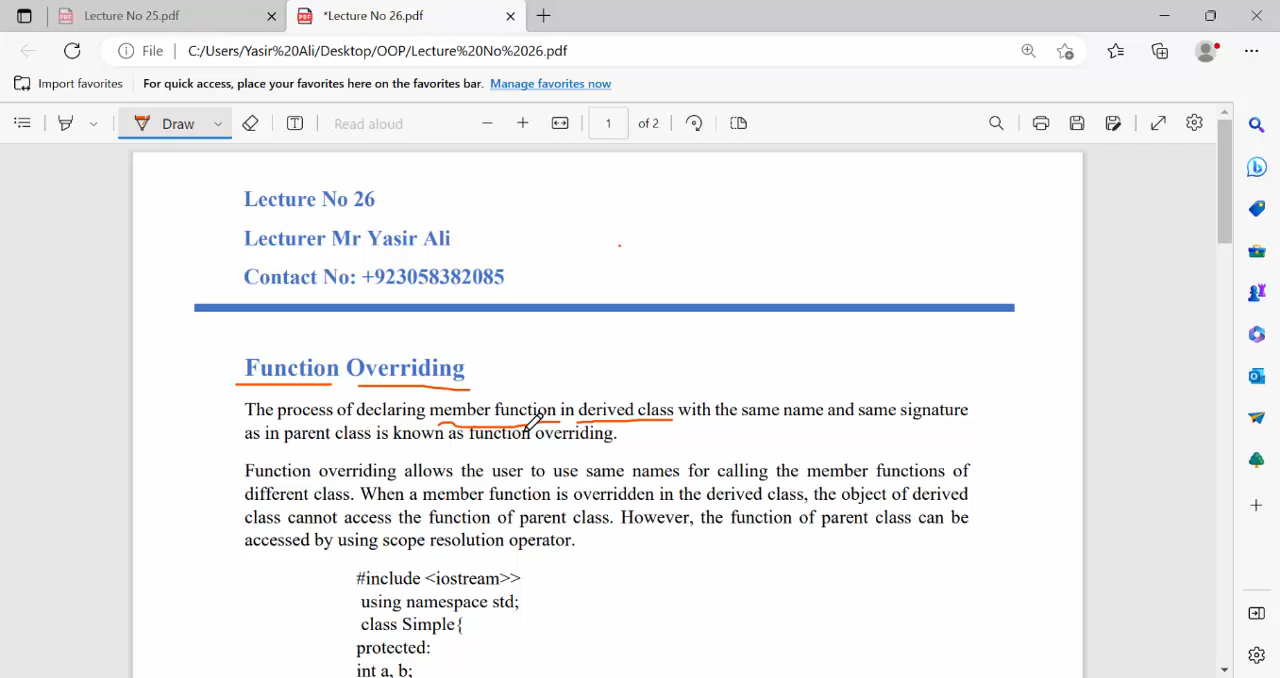 Lecture No 25.pdf
*Lecture No 26.pdf
File
C:/Users/Yasir%20Ali/Desktop/OOP/Lecture%20No%2026.pdf
Import favorites
For quick access, place your favorites here on the favorites bar. Manage favorites now
Draw
Read aloud
1 of 2
Lecture No 26
Lecturer Mr Yasir Ali
Contact No: +923058382085
Function Overriding
The process of declaring member function in derived class with the same name and same signature
as in parent class is known as function overriding.
Function overriding allows the user to use same names for calling the member functions of
different class. When a member function is overridden in the derived class, the object of derived
class cannot access the function of parent class. However, the function of parent class can be
accessed by using scope resolution operator.
#include <iostream>>
using namespace std;
class Simple{
protected:
int a, b;